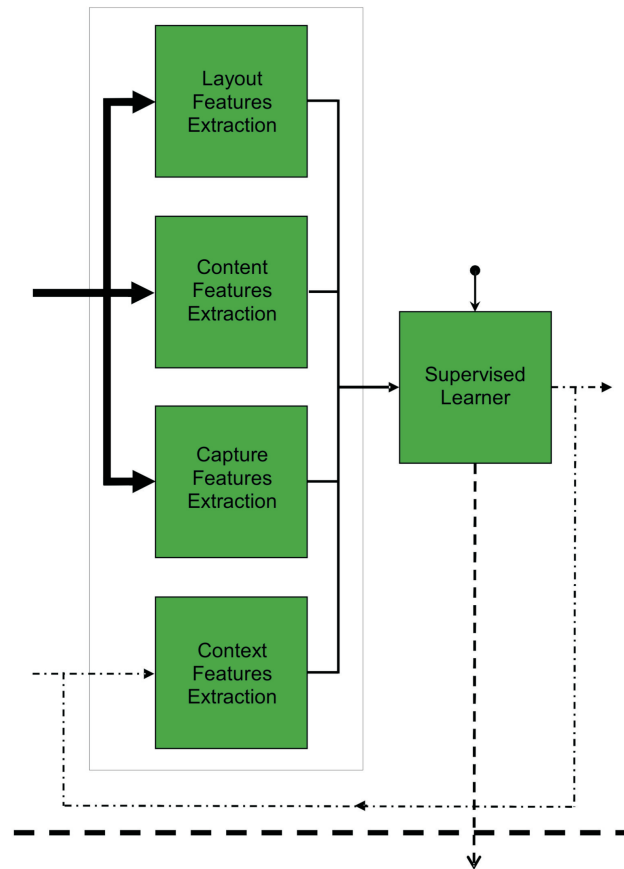 Layout
Features
Extraction
Content
Features
Extraction
Supervised
Learner
Capture
Features
Extraction
Context
Features
Extraction